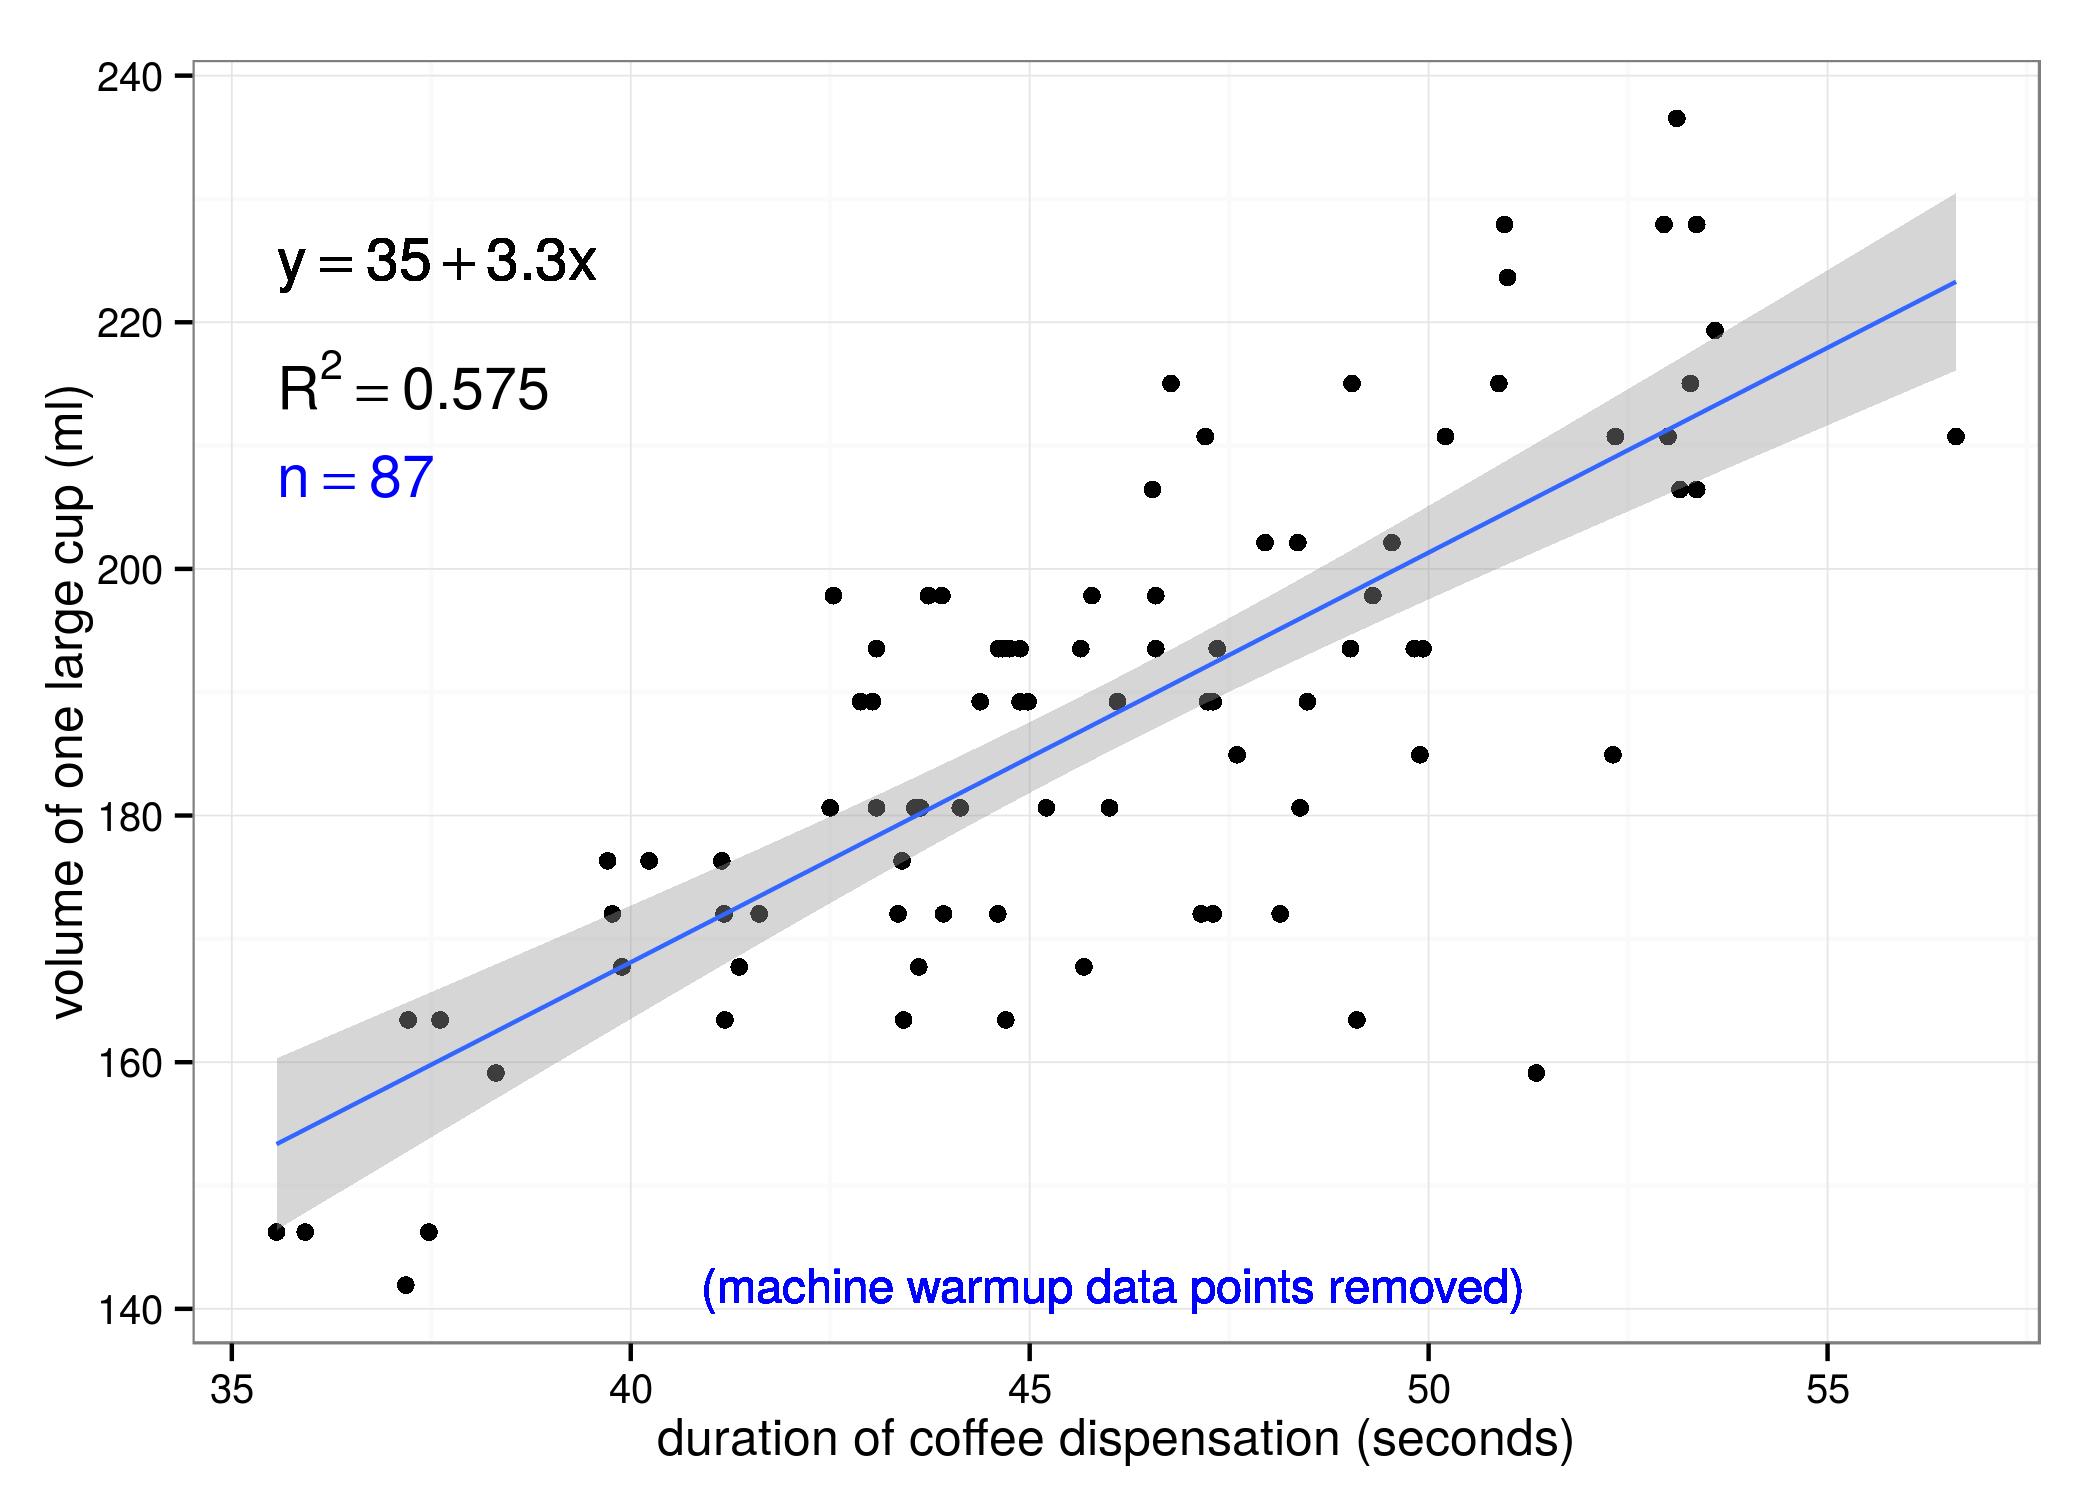 240
220
200
180
160
140
volume of one large cup (ml)
y = 35 + 3.3x
R² = 0.575
n = 87
(machine warmup data points removed)
35 40 45 50 55
duration of coffee dispensation (seconds)